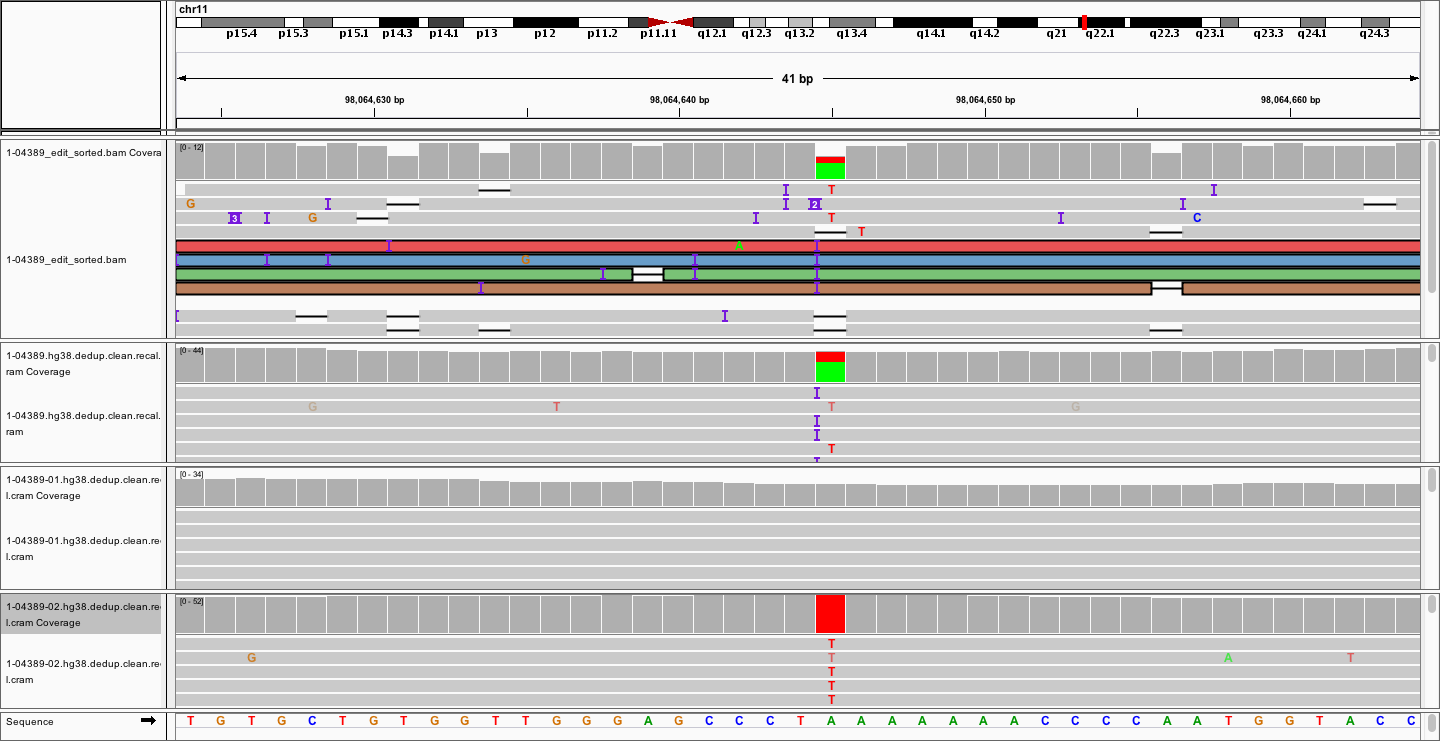 chr11
p15.4 p15.3 p15.1 p14.3 p14.1 p13 p12 p11.2 p11.11 q12.1 q12.3 q13.2 q13.4 q14.1 q14.2 q21 q22.1 q22.3 q23.1 q23.3 q24.1 q24.3
41 bp
98,064,630 bp 98,064,640 bp 98,064,650 bp 98,064,660 bp
1-04389_edit_sorted.bam Covera
[0 - 12]
T
G 2
3 G T C
T
A
1-04389_edit_sorted.bam
G
1-04389.hg38.dedup.clean.recal.
ram Coverage
[0 - 44]
G T T G
1-04389.hg38.dedup.clean.recal.
ram
T
1-04389-01.hg38.dedup.clean.re
l.cram Coverage
[0 - 34]
1-04389-01.hg38.dedup.clean.re
l.cram
1-04389-02.hg38.dedup.clean.re
l.cram Coverage
[0 - 52]
T
G T A T
1-04389-02.hg38.dedup.clean.re
l.cram
T
T
T
Sequence T G T G C T G T G G T T G G G A G C C C T A A A A A A A C C C C A A T G G T A C C